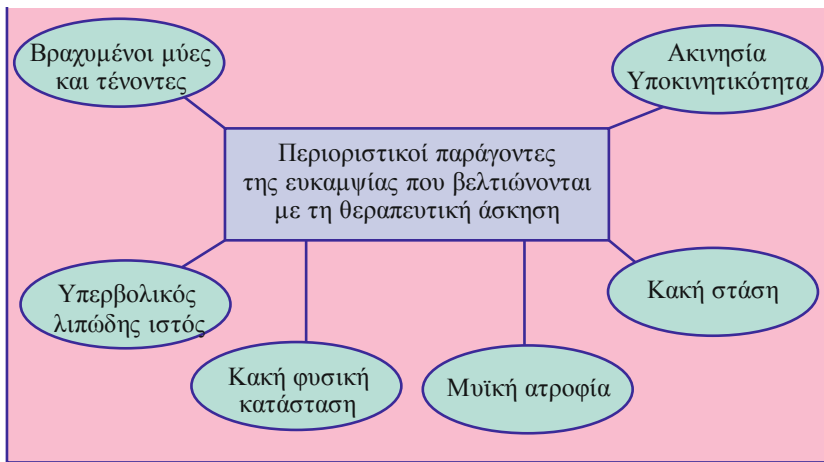 Βραχυμένοι μύες
και τένοντες
Ακινησία
Υποκινητικότητα
Περιοριστικοί παράγοντες
της ευκαμψίας που βελτιώνονται
με τη θεραπευτική άσκηση
Υπερβολικός
λιπώδης ιστός
Κακή στάση
Κακή φυσική
κατάσταση
Μυϊκή ατροφία